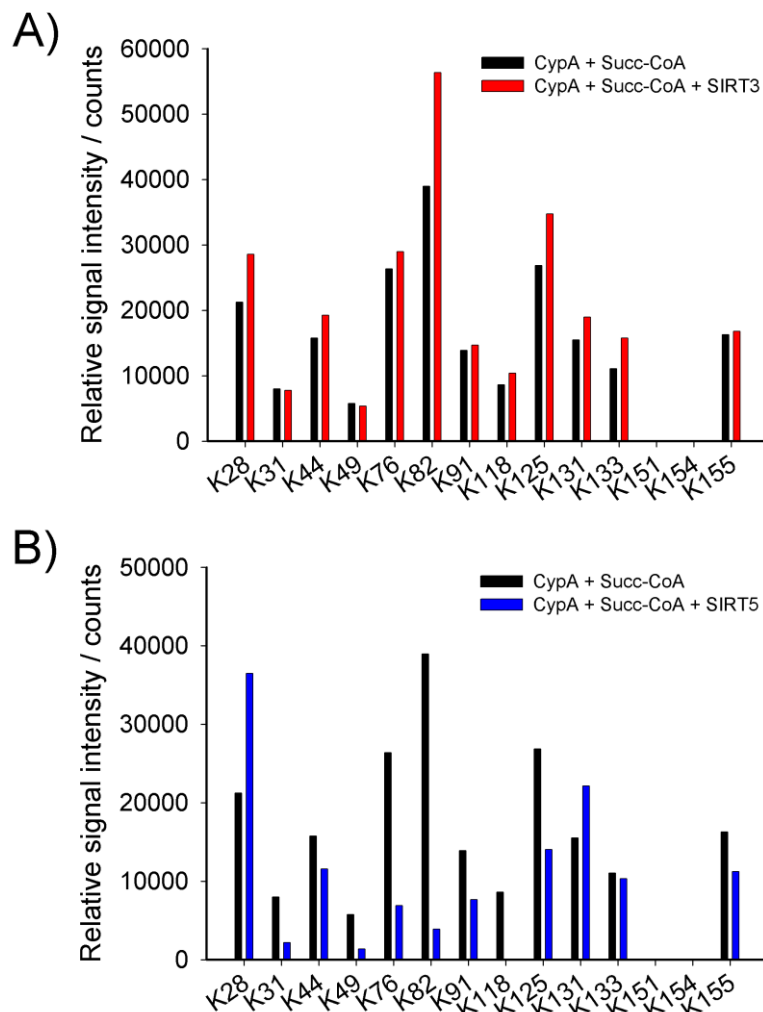 A)
Relative signal intensity / counts
60000
50000
40000
30000
20000
10000
0
CypA + Succ-CoA
CypA + Succ-CoA + SIRT3
K28 K31 K44 K49 K76 K82 K91 K118 K125 K131 K133 K151 K154 K155
B)
Relative signal intensity / counts
50000
40000
30000
20000
10000
0
CypA + Succ-CoA
CypA + Succ-CoA + SIRT5
K28 K31 K44 K49 K76 K82 K91 K118 K125 K131 K133 K151 K154 K155